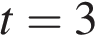 t = 3